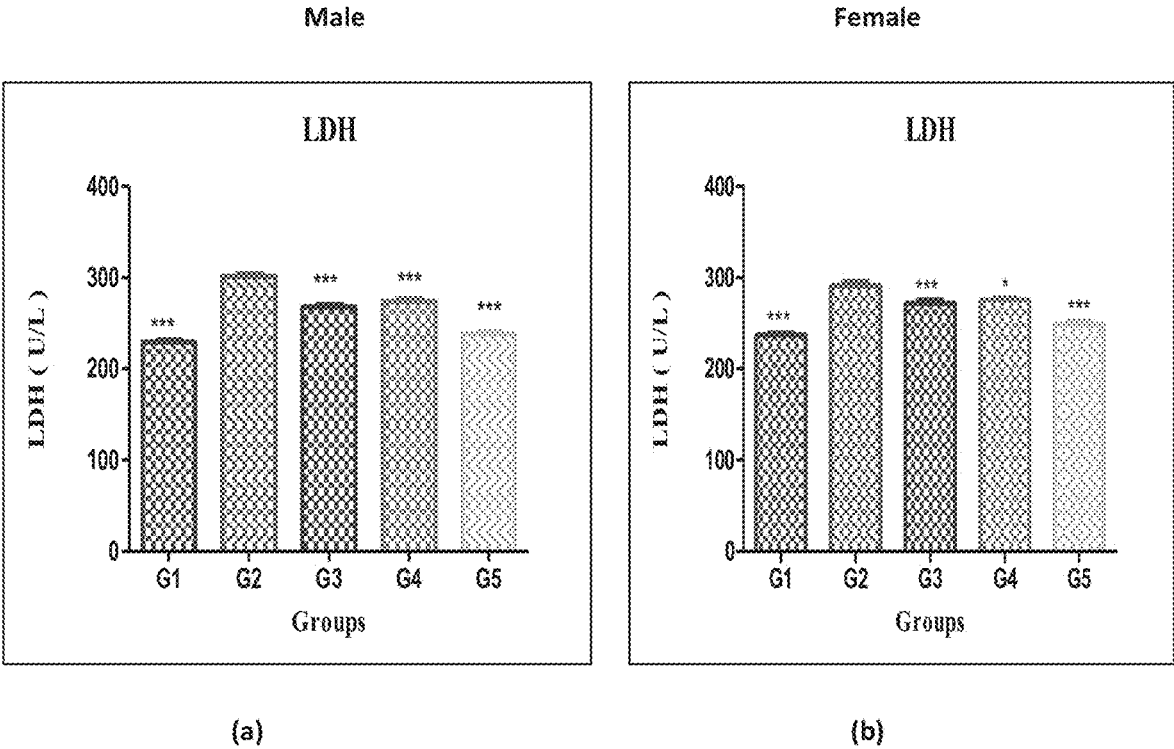 Male
LDH
400
300
200
100
0
LDH ( U/L )
***
***
***
***
G1 G2 G3 G4 G5
Groups
(a)
Female
LDH
400
300
200
100
0
LDH ( U/L )
***
***
*
***
G1 G2 G3 G4 G5
Groups
(b)